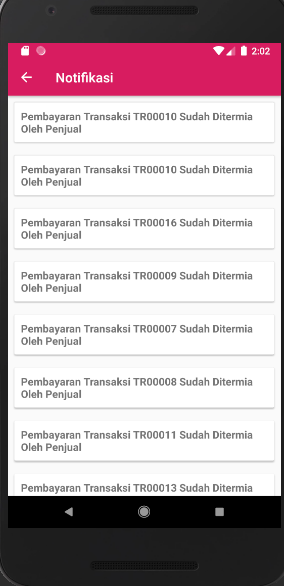 2:02
Notifikasi
Pembayaran Transaksi TR00010 Sudah Ditermia
Oleh Penjual
Pembayaran Transaksi TR00010 Sudah Ditermia
Oleh Penjual
Pembayaran Transaksi TR00016 Sudah Ditermia
Oleh Penjual
Pembayaran Transaksi TR00009 Sudah Ditermia
Oleh Penjual
Pembayaran Transaksi TR00007 Sudah Ditermia
Oleh Penjual
Pembayaran Transaksi TR00008 Sudah Ditermia
Oleh Penjual
Pembayaran Transaksi TR00011 Sudah Ditermia
Oleh Penjual
Pembayaran Transaksi TR00013 Sudah Ditermia